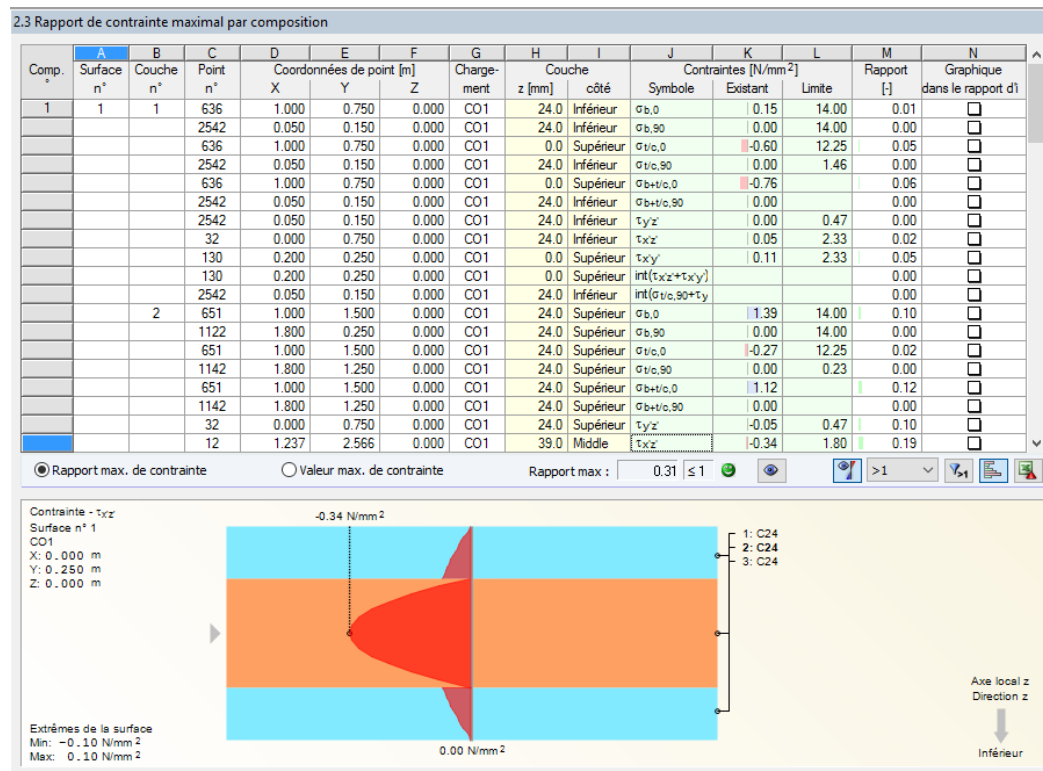 2.3 Rapport de contrainte maximal par composition
A B C D E F G H I J K L M N
Comp. Surface Couche Point Coordonnées de point [m] Charge- Couche Contraintes [N/mm²] Rapport Graphique
° n° n° n° X Y Z ment z [mm] côté Symbole Existant Limite [-] dans le rapport d'i
1 1 1 636 1.000 0.750 0.000 CO1 24.0 Inférieur σb,0 0.15 14.00 0.01
2542 0.050 0.150 0.000 CO1 24.0 Inférieur σb,90 0.00 14.00 0.00
636 1.000 0.750 0.000 CO1 0.0 Supérieur σt/c,0 -0.60 12.25 0.05
2542 0.050 0.150 0.000 CO1 24.0 Inférieur σt/c,90 0.00 1.46 0.00
636 1.000 0.750 0.000 CO1 0.0 Supérieur σb+t/c,0 -0.76 0.06
2542 0.050 0.150 0.000 CO1 24.0 Inférieur σb+t/c,90 0.00 0.00
2542 0.050 0.150 0.000 CO1 24.0 Inférieur τy'z' 0.00 0.47 0.00
32 0.000 0.750 0.000 CO1 24.0 Inférieur τx'z' 0.05 2.33 0.02
130 0.200 0.250 0.000 CO1 0.0 Supérieur τx'y' 0.11 2.33 0.05
130 0.200 0.250 0.000 CO1 0.0 Supérieur int(τx'z'+τx'y') 0.00
2542 0.050 0.150 0.000 CO1 24.0 Inférieur int(σt/c,90+τy 0.00
2 651 1.000 1.500 0.000 CO1 24.0 Supérieur σb,0 1.39 14.00 0.10
1122 1.800 0.250 0.000 CO1 24.0 Supérieur σb,90 0.00 14.00 0.00
651 1.000 1.500 0.000 CO1 24.0 Supérieur σt/c,0 -0.27 12.25 0.02
1142 1.800 1.250 0.000 CO1 24.0 Supérieur σt/c,90 0.00 0.23 0.00
651 1.000 1.500 0.000 CO1 24.0 Supérieur σb+t/c,0 1.12 0.12
1142 1.800 1.250 0.000 CO1 24.0 Supérieur σb+t/c,90 0.00 0.00
32 0.000 0.750 0.000 CO1 24.0 Supérieur τy'z' -0.05 0.47 0.10
12 1.237 2.566 0.000 CO1 39.0 Middle τx'z' -0.34 1.80 0.19
Rapport max. de contrainte Valeur max. de contrainte Rapport max : 0.31 ≤ 1 >1 >1
Contrainte - τx'z'
Surface n° 1
CO1
X: 0.000 m
Y: 0.250 m
Z: 0.000 m
-0.34 N/mm²
1: C24
2: C24
3: C24
Axe local z
Direction z
Inférieur
Extrêmes de la surface
Min: -0.10 N/mm²
Max: 0.10 N/mm²
0.00 N/mm²